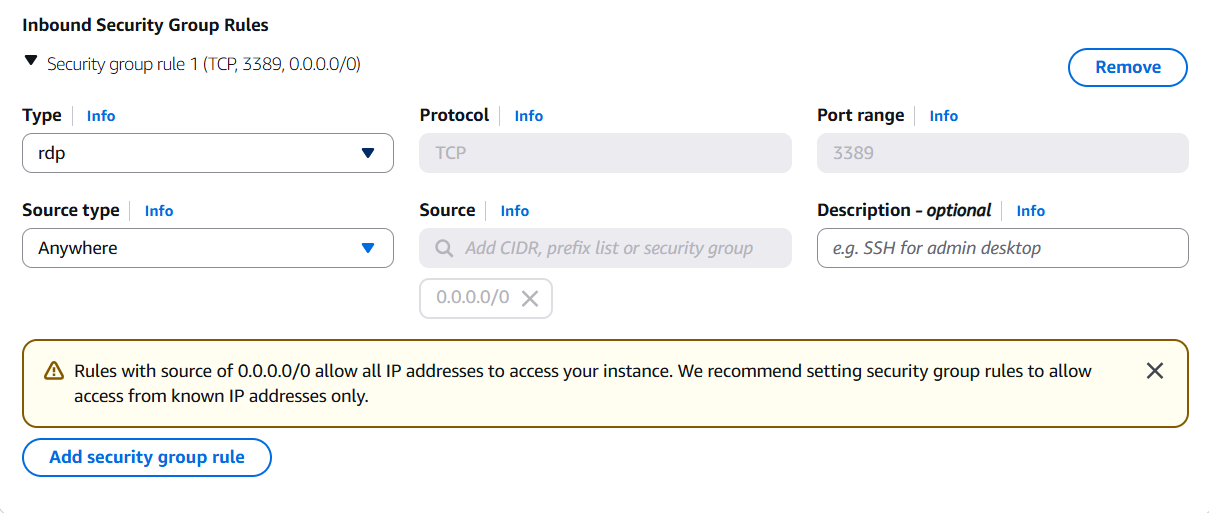 Inbound Security Group Rules
Security group rule 1 (TCP, 3389, 0.0.0.0/0)
Remove
Type Info
Protocol Info
Port range Info
rdp
TCP
3389
Source type Info
Source Info
Description - optional Info
Anywhere
Add CIDR, prefix list or security group
e.g. SSH for admin desktop
0.0.0.0/0
Rules with source of 0.0.0.0/0 allow all IP addresses to access your instance. We recommend setting security group rules to allow
access from known IP addresses only.
Add security group rule